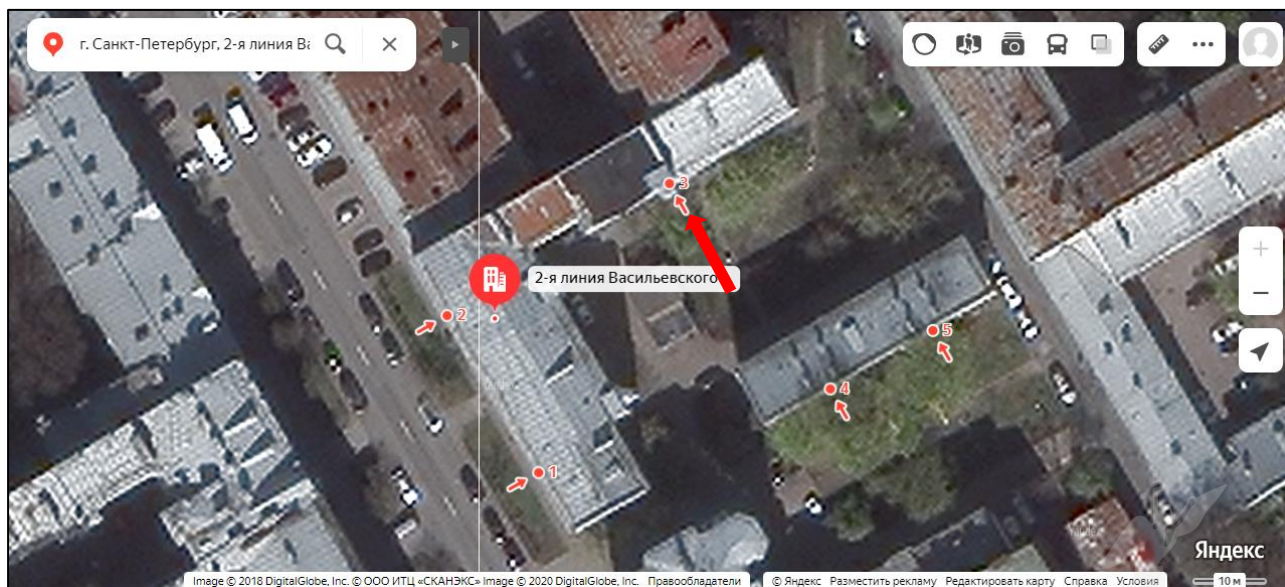 г. Санкт-Петербург, 2-я линия Ва
3
2-я линия Васильевского
2
5
4
1
Яндекс
Image © 2018 DigitalGlobe, Inc. © ООО ИТЦ «СКАНЭКС» Image © 2020 DigitalGlobe, Inc. Правообладатели
© Яндекс Разместить рекламу Редактировать карту Справка Условия 10 м